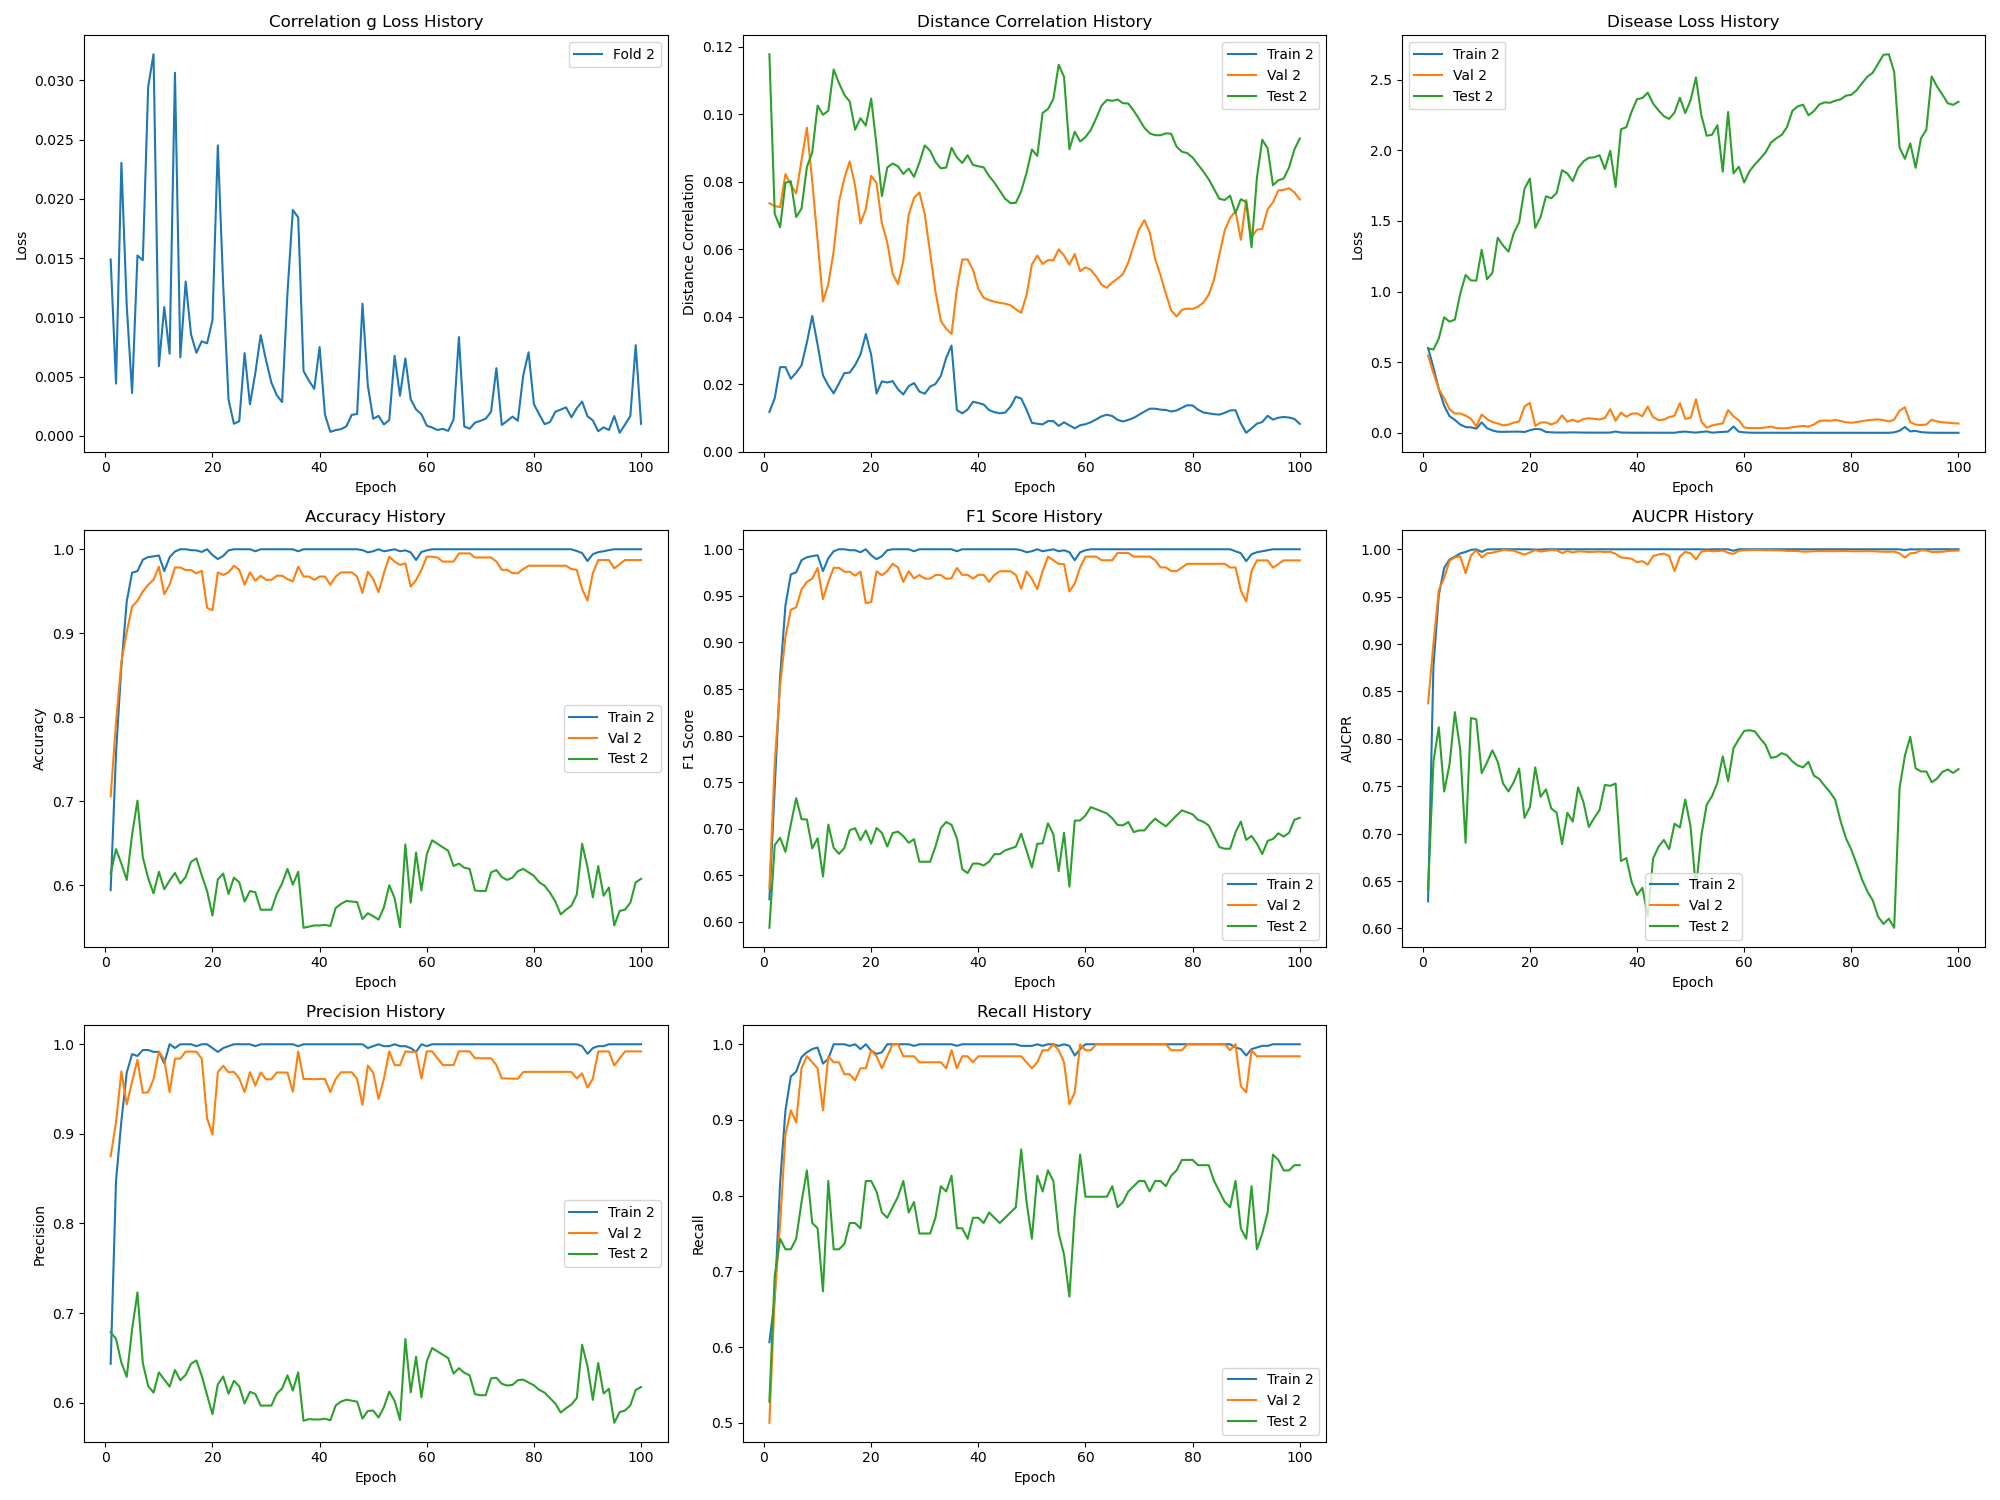 Correlation g Loss History
Loss
0.030
0.025
0.020
0.015
0.010
0.005
0.000
0 20 40 60 80 100
Epoch
Fold 2
Distance Correlation History
Distance Correlation
0.12
0.10
0.08
0.06
0.04
0.02
0.00
0 20 40 60 80 100
Epoch
Train 2
Val 2
Test 2
Disease Loss History
Loss
2.5
2.0
1.5
1.0
0.5
0.0
0 20 40 60 80 100
Epoch
Train 2
Val 2
Test 2
Accuracy History
Accuracy
1.0
0.9
0.8
0.7
0.6
0 20 40 60 80 100
Epoch
Train 2
Val 2
Test 2
F1 Score History
F1 Score
1.00
0.95
0.90
0.85
0.80
0.75
0.70
0.65
0.60
0 20 40 60 80 100
Epoch
Train 2
Val 2
Test 2
AUCPR History
AUCPR
1.00
0.95
0.90
0.85
0.80
0.75
0.70
0.65
0.60
0 20 40 60 80 100
Epoch
Train 2
Val 2
Test 2
Precision History
Precision
1.0
0.9
0.8
0.7
0.6
0 20 40 60 80 100
Epoch
Train 2
Val 2
Test 2
Recall History
Recall
1.0
0.9
0.8
0.7
0.6
0.5
0 20 40 60 80 100
Epoch
Train 2
Val 2
Test 2